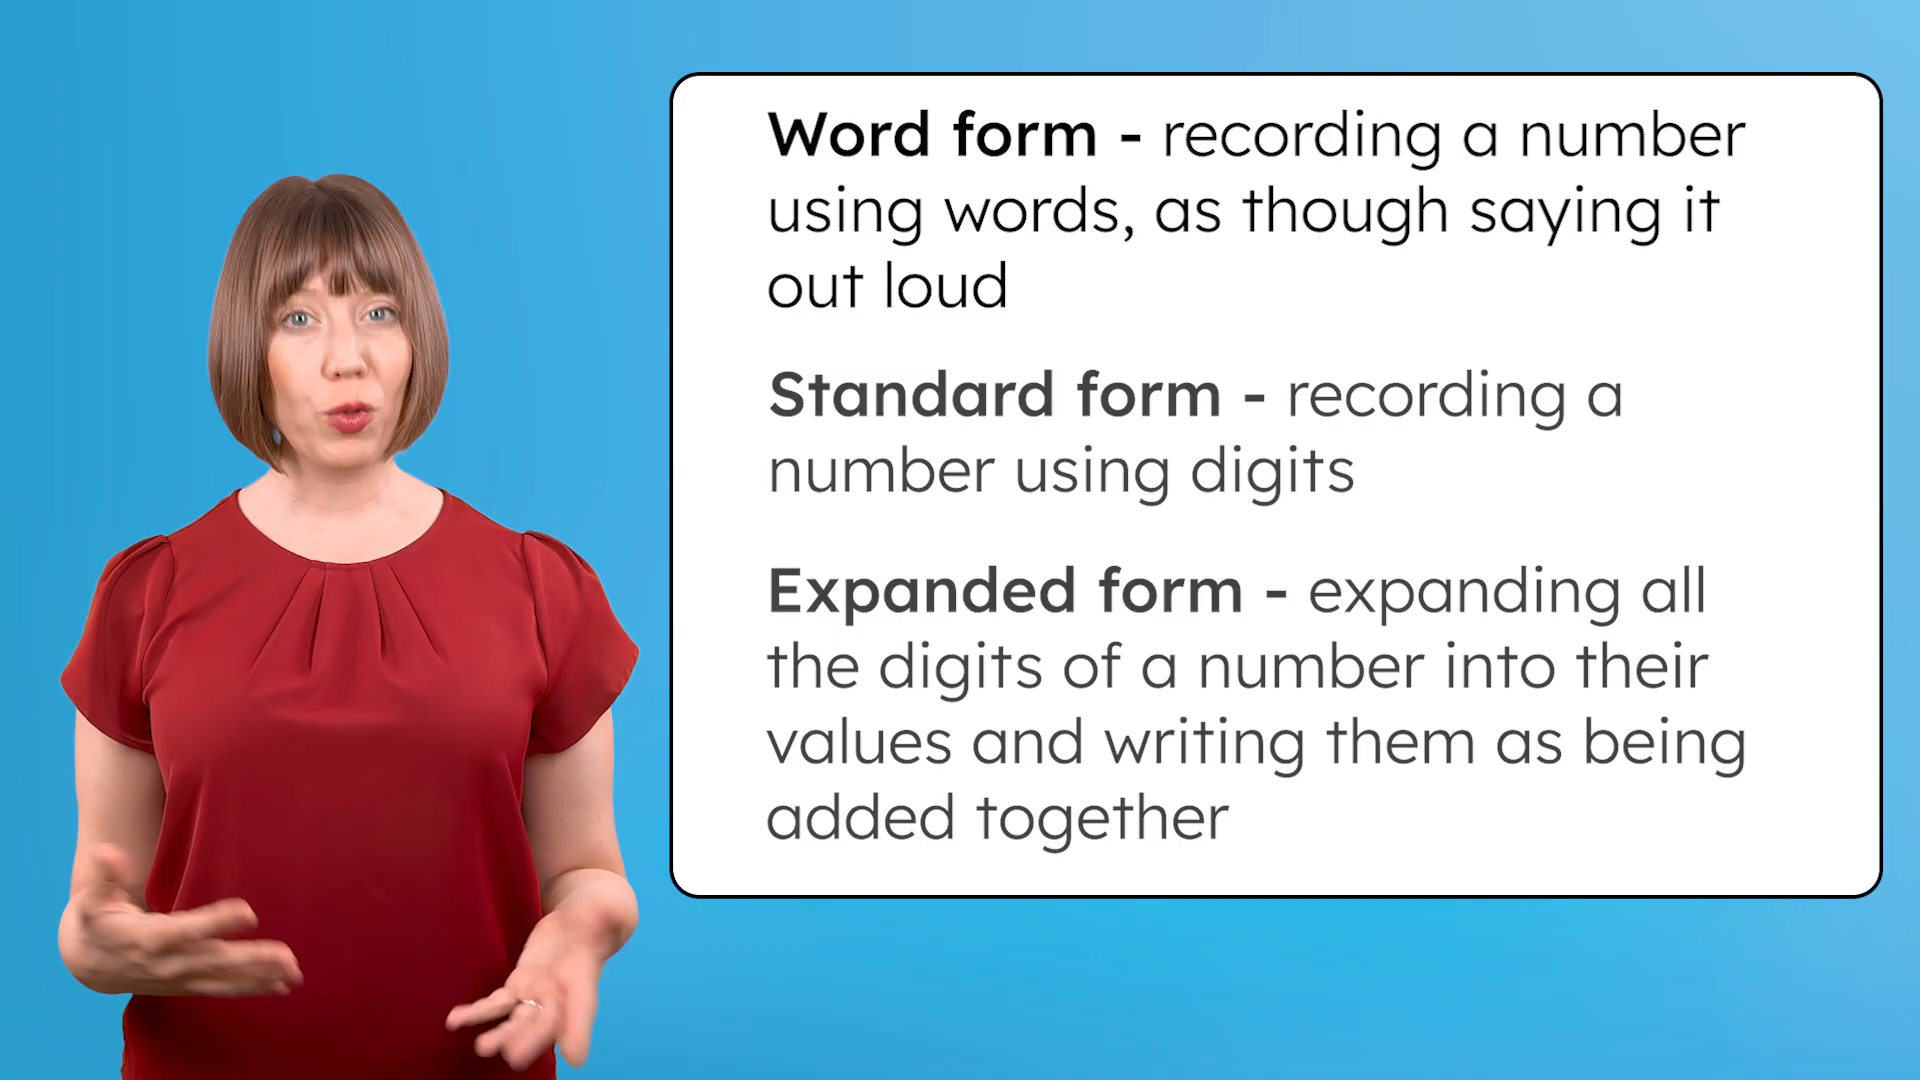 Word form - recording a number
using words, as though saying it
out loud
Standard form - recording a
number using digits
Expanded form - expanding all
the digits of a number into their
values and writing them as being
added together